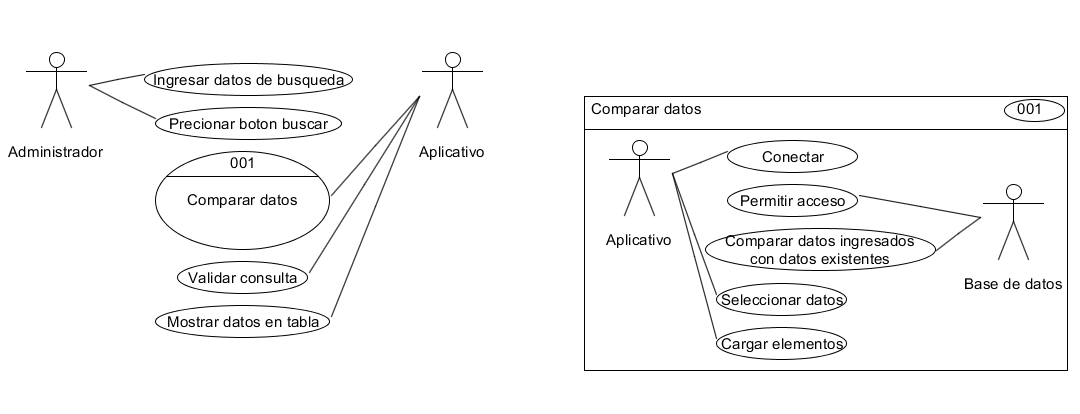 Ingresar datos de busqueda
Precionar boton buscar
Administrador
Aplicativo
001
Comparar datos
Validar consulta
Mostrar datos en tabla
Comparar datos
001
Conectar
Permitir acceso
Aplicativo
Comparar datos ingresados
con datos existentes
Base de datos
Seleccionar datos
Cargar elementos